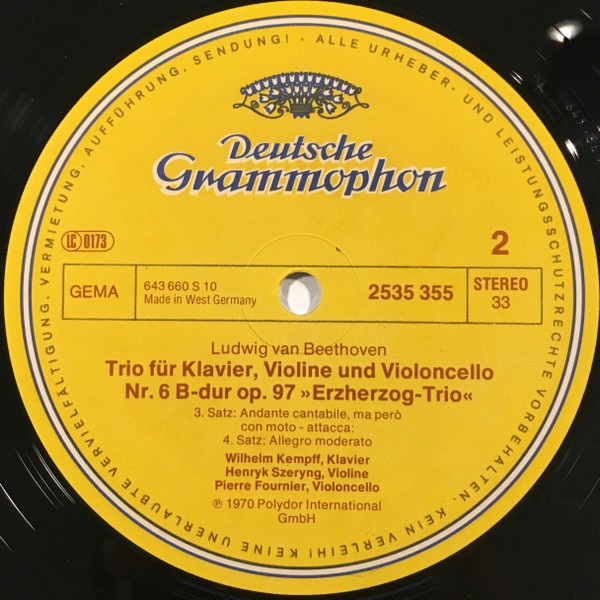 ALLE URHEBER- UND LEISTUNGSSCHUTZRECHTE VORBEHALTEN. KEIN VERLEIH! KEINE UNERLAUBTE VERVIELFÄLTIGUNG, VERMIETUNG, AUFFÜHRUNG, SENDUNG! -
Deutsche
Grammophon
LC 0173
2
GEMA
643 660 S 10
Made in West Germany
2535 355
STEREO
33
Ludwig van Beethoven
Trio für Klavier, Violine und Violoncello
Nr. 6 B-dur op. 97 »Erzherzog-Trio«
3. Satz: Andante cantabile, ma però
con moto - attacca:
4. Satz: Allegro moderato
Wilhelm Kempff, Klavier
Henryk Szeryng, Violine
Pierre Fournier, Violoncello
℗ 1970 Polydor International
GmbH